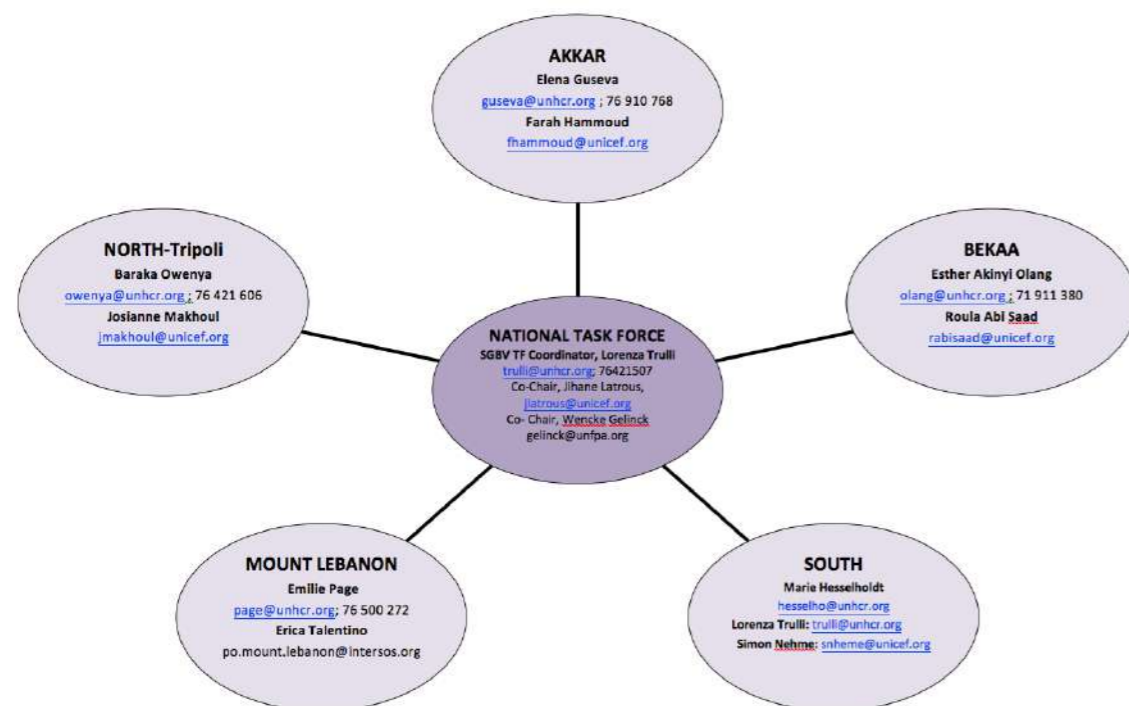 AKKAR
Elena Guseva
guseva@unhcr.org ; 76 910 768
Farah Hammoud
fhammoud@unicef.org
NORTH-Tripoli
Baraka Owenya
owenya@unhcr.org ; 76 421 606
Josianne Makhoul
jmakhoul@unicef.org
BEKAA
Esther Akinyi Olang
olang@unhcr.org ; 71 911 380
Roula Abi Saad
rabisaad@unicef.org
NATIONAL TASK FORCE
SGBV TF Coordinator, Lorenza Trulli
trulli@unhcr.org; 76421507
Co-Chair, Jihane Latrous,
jlatrous@unicef.org
Co- Chair, Wencke Gelinck
gelinck@unfpa.org
MOUNT LEBANON
Emilie Page
page@unhcr.org; 76 500 272
Erica Talentino
po.mount.lebanon@intersos.org
SOUTH
Marie Hesselholdt
hesselho@unhcr.org
Lorenza Trulli: trulli@unhcr.org
Simon Nehme: snheme@unicef.org